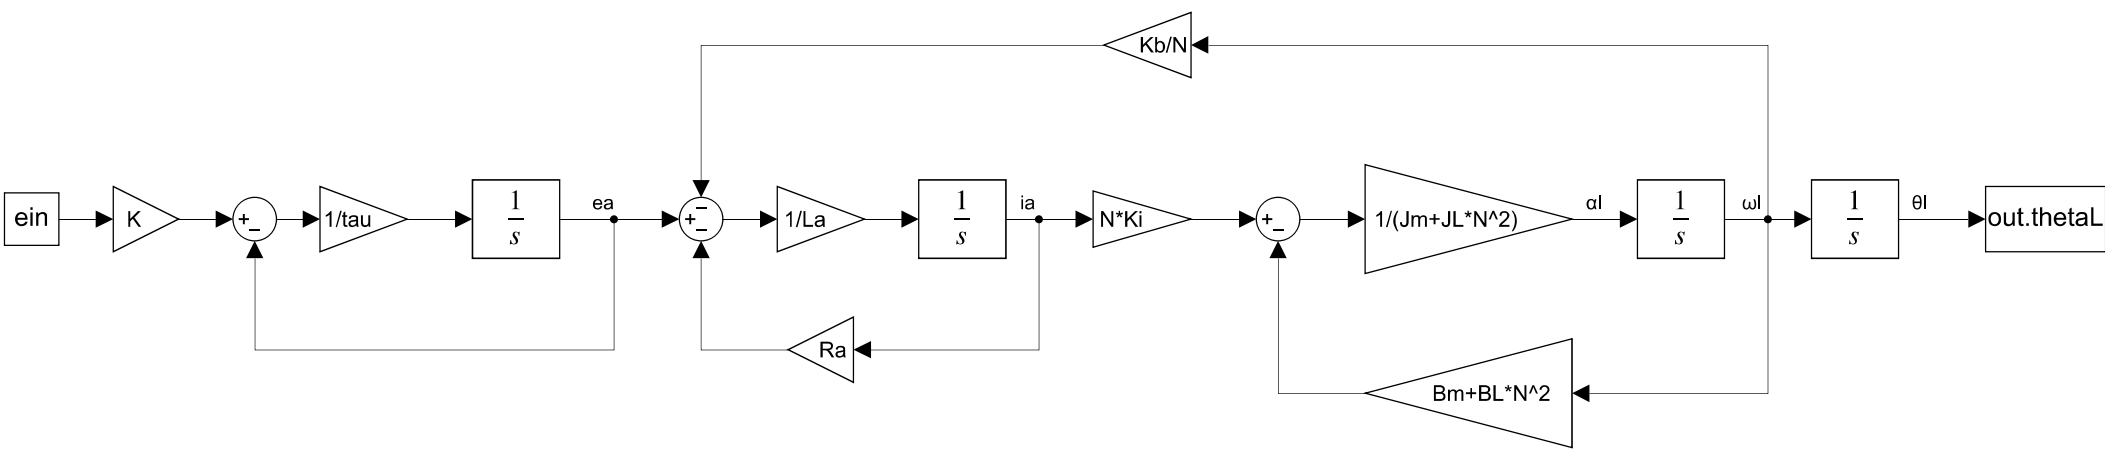 Kb/N
ein
K
+
−
1/tau
1
s
ea
+
−
−
1/La
1
s
ia
N*Ki
+
−
1/(Jm+JL*N^2)
αl
1
s
ωl
1
s
θl
out.thetaL
Ra
Bm+BL*N^2